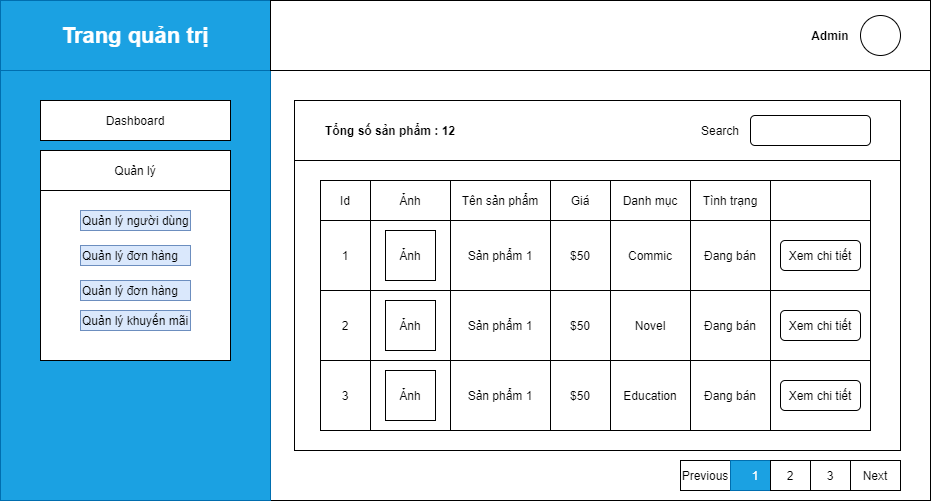 Trang quản trị
Admin
Dashboard
Quản lý
Quản lý người dùng
Quản lý đơn hàng
Quản lý đơn hàng
Quản lý khuyến mãi
Tổng số sản phẩm : 12
Search
Id Ảnh Tên sản phẩm Giá Danh mục Tình trạng
1 Ảnh Sản phẩm 1 $50 Commic Đang bán Xem chi tiết
2 Ảnh Sản phẩm 1 $50 Novel Đang bán Xem chi tiết
3 Ảnh Sản phẩm 1 $50 Education Đang bán Xem chi tiết
Previous 1 2 3 Next